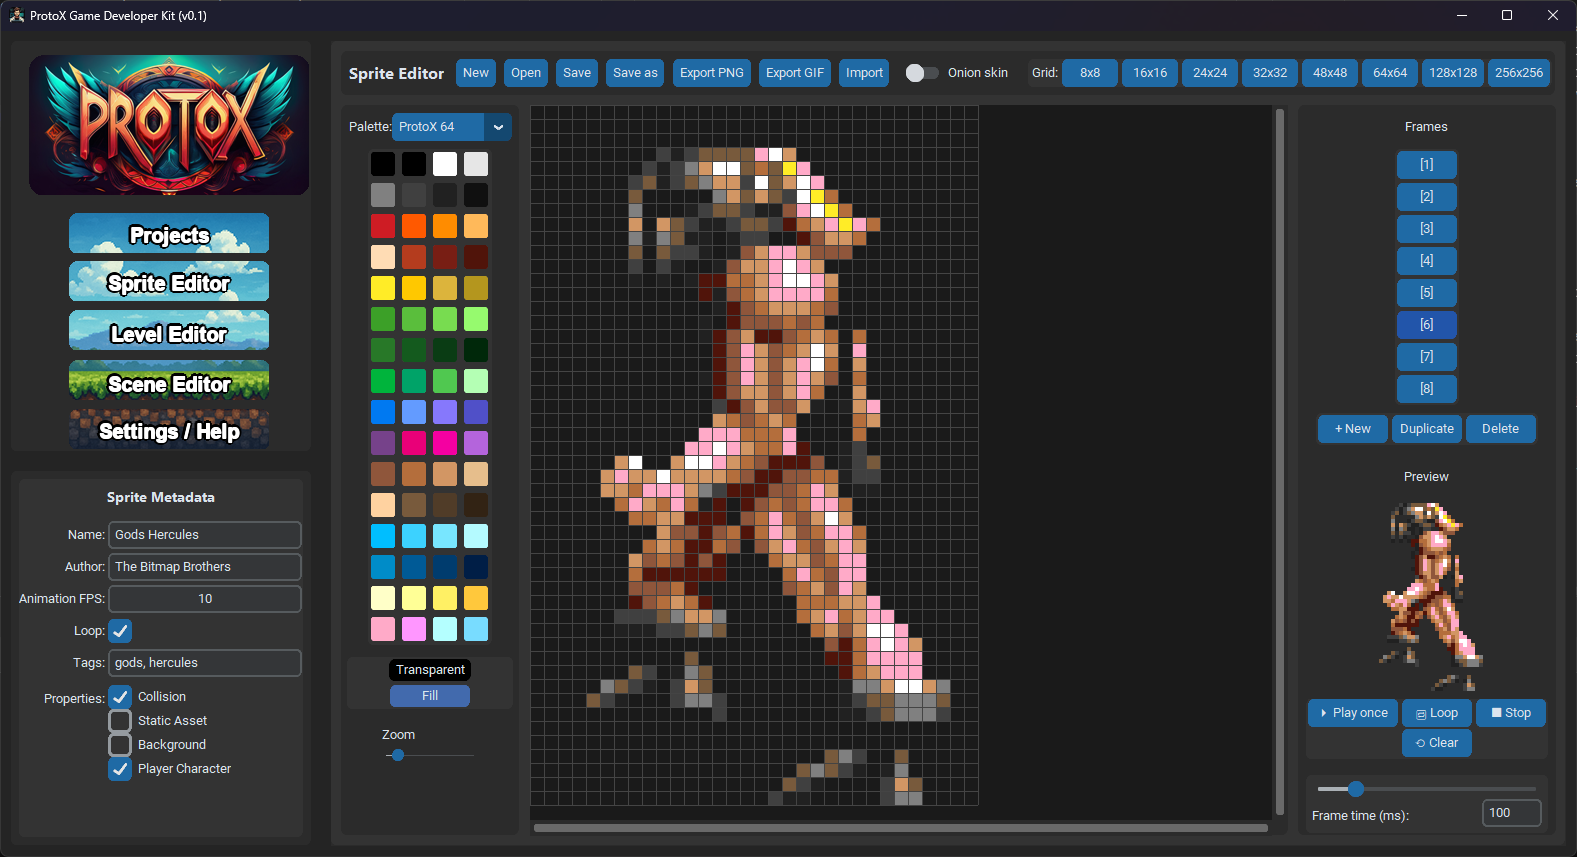 ProtoX Game Developer Kit (v0.1)
PROTOX
Projects
Sprite Editor
Level Editor
Scene Editor
Settings / Help
Sprite Metadata
Name: Gods Hercules
Author: The Bitmap Brothers
Animation FPS: 10
Loop:
Tags: gods, hercules
Properties: Collision
Static Asset
Background
Player Character
Sprite Editor New Open Save Save as Export PNG Export GIF Import Onion skin Grid: 8x8 16x16 24x24 32x32 48x48 64x64 128x128 256x256
Palette: ProtoX 64
Transparent
Fill
Zoom
Frames
[1]
[2]
[3]
[4]
[5]
[6]
[7]
[8]
+ New Duplicate Delete
Preview
Play once Loop Stop
Clear
Frame time (ms): 100